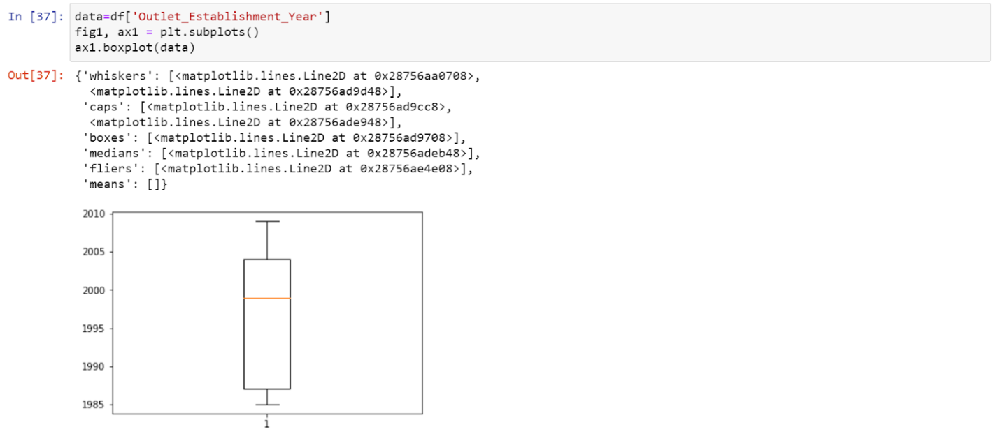 In [37]: data=df['Outlet_Establishment_Year']
fig1, ax1 = plt.subplots()
ax1.boxplot(data)
Out[37]: {'whiskers': [<matplotlib.lines.Line2D at 0x28756aa0708>,
<matplotlib.lines.Line2D at 0x28756ad9d48>],
'caps': [<matplotlib.lines.Line2D at 0x28756ad9cc8>,
<matplotlib.lines.Line2D at 0x28756ade948>],
'boxes': [<matplotlib.lines.Line2D at 0x28756ad9708>],
'medians': [<matplotlib.lines.Line2D at 0x28756adeb48>],
'fliers': [<matplotlib.lines.Line2D at 0x28756ae4e08>],
'means': []}
2010
2005
2000
1995
1990
1985
1